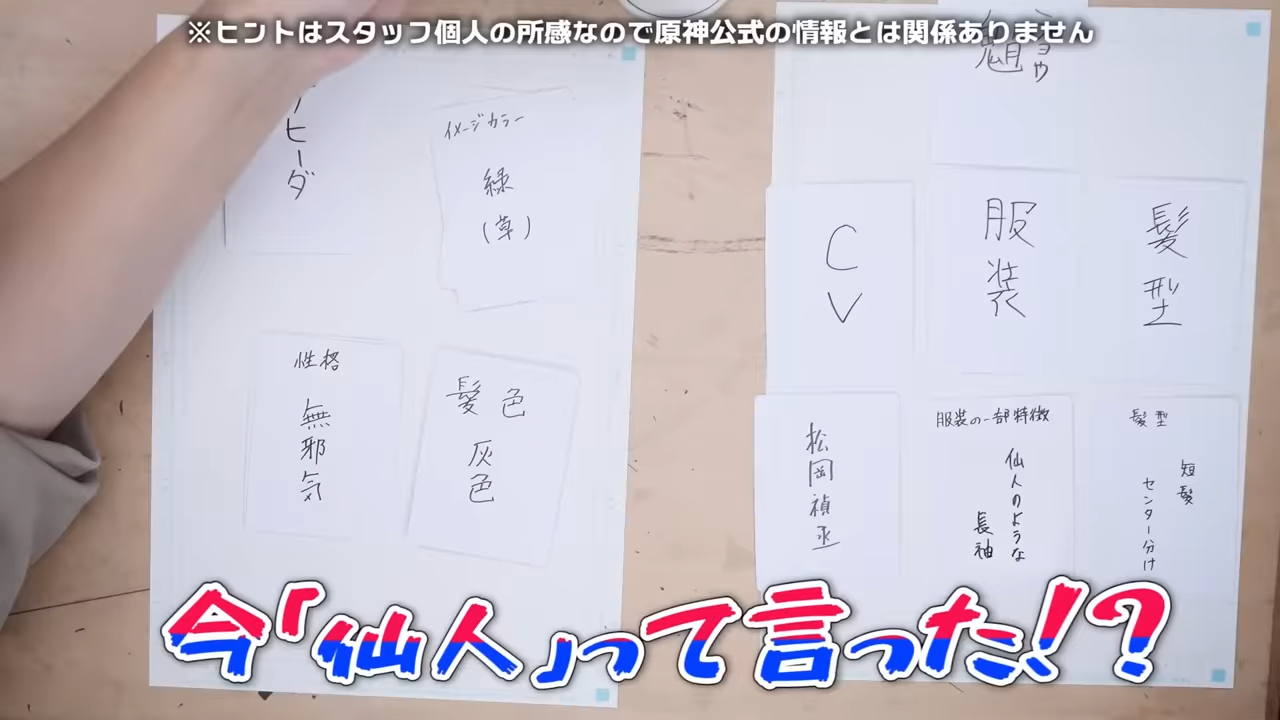 ※ヒントはスタッフ個人の所感なので原神公式の情報とは関係ありません
ヒーダ
イメージカラー
緑
(草)
性格
無邪気
髪色
灰色
魈
ショウ
CV
服装
髪型
松岡禎丞
服装の一部特徴
仙人のような
長袖
髪型
短髪
センター分け
今「仙人」って言った!?